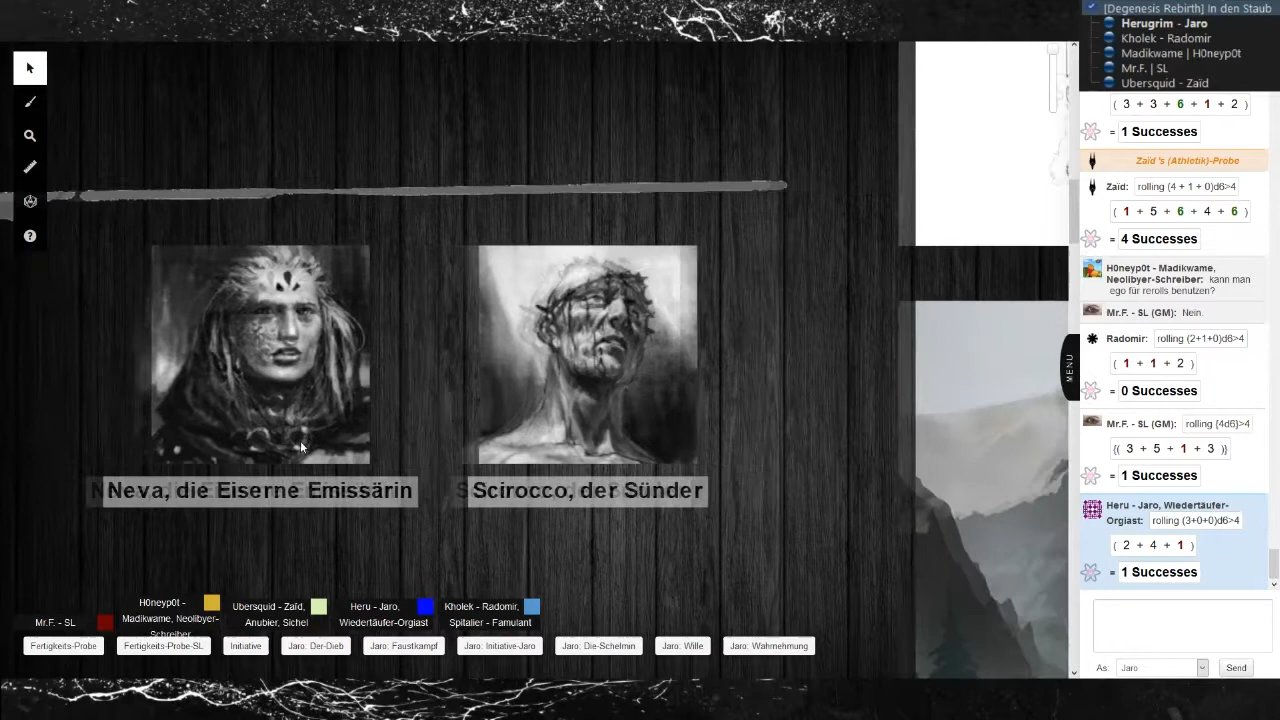 [Degenesis Rebirth] In den Staub
Herugrim - Jaro
Kholek - Radomir
Madikwame | H0neyp0t
Mr.F. | SL
Ubersquid - Zaïd
( 3 + 3 + 6 + 1 + 2 )
= 1 Successes
Zaïd 's (Athletik)-Probe
Zaïd: rolling (4 + 1 + 0)d6>4
( 1 + 5 + 6 + 4 + 6 )
= 4 Successes
H0neyp0t - Madikwame,
Neolibyer-Schreiber: kann man
ego für rerolls benutzen?
Mr.F. - SL (GM): Nein.
Radomir: rolling (2+1+0)d6>4
( 1 + 1 + 2 )
= 0 Successes
Mr.F. - SL (GM): rolling {4d6}>4
{( 3 + 5 + 1 + 3 )}
= 1 Successes
Heru - Jaro, Wiedertäufer-
Orgiast: rolling (3+0+0)d6>4
( 2 + 4 + 1 )
= 1 Successes
MENU
Neva, die Eiserne Emissärin
Scirocco, der Sünder
Mr.F. - SL
H0neyp0t -
Madikwame, Neolibyer-
Schreiber
Ubersquid - Zaïd,
Anubier, Sichel
Heru - Jaro,
Wiedertäufer-Orgiast
Kholek - Radomir,
Spitalier - Famulant
Fertigkeits-Probe
Fertigkeits-Probe-SL
Initiative
Jaro: Der-Dieb
Jaro: Faustkampf
Jaro: Initiative-Jaro
Jaro: Die-Schelmin
Jaro: Wille
Jaro: Wahrnehmung
As: Jaro
Send